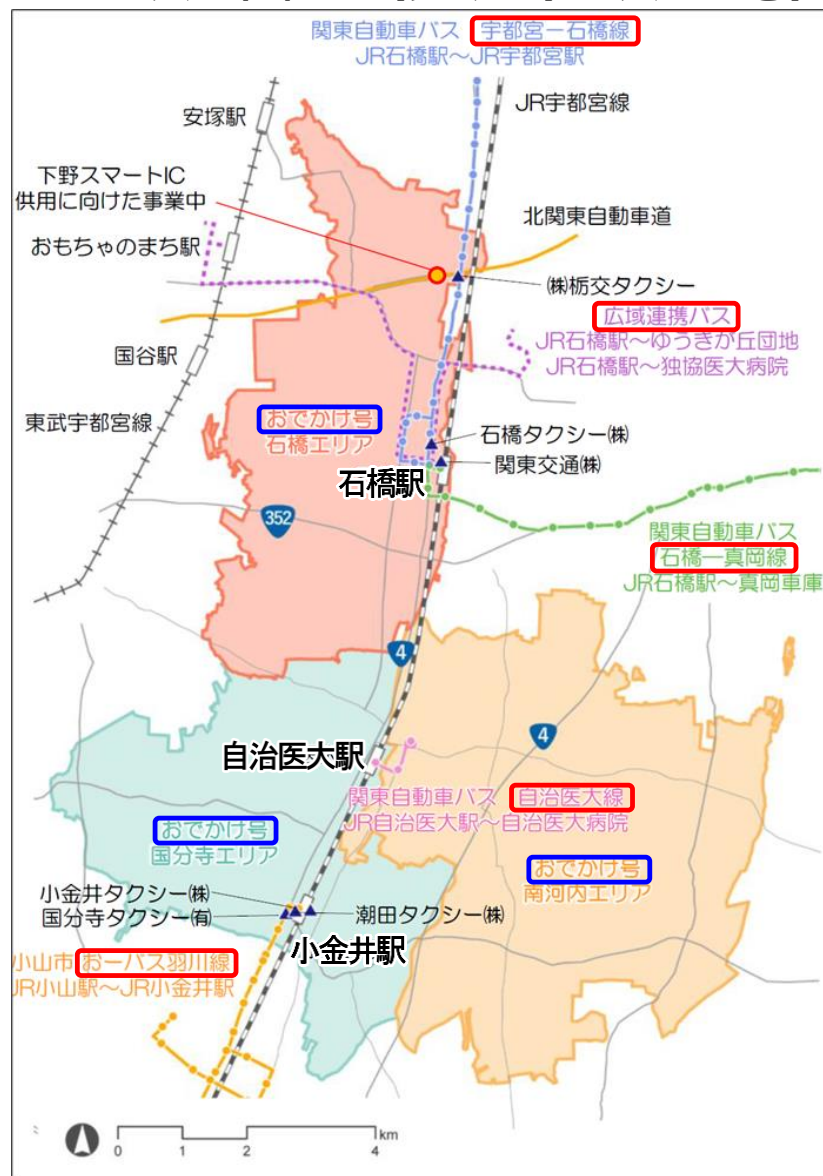 関東自動車バス 宇都宮ー石橋線
JR石橋駅～JR宇都宮駅
JR宇都宮線
安塚駅
下野スマートIC
供用に向けた事業中
北関東自動車道
おもちゃのまち駅
㈱栃交タクシー
広域連携バス
JR石橋駅～ゆうきが丘団地
JR石橋駅～独協医大病院
国谷駅
東武宇都宮線
おでかけ号
石橋エリア
石橋タクシー㈱
関東交通㈱
石橋駅
352
関東自動車バス
石橋ー真岡線
JR石橋駅～真岡車庫
4
4
自治医大駅
関東自動車バス 自治医大線
JR自治医大駅～自治医大病院
おでかけ号
国分寺エリア
おでかけ号
南河内エリア
小金井タクシー㈱
国分寺タクシー㈲
潮田タクシー㈱
小金井駅
小山市 おーバス羽川線
JR小山駅～JR小金井駅
km
0 1 2 4